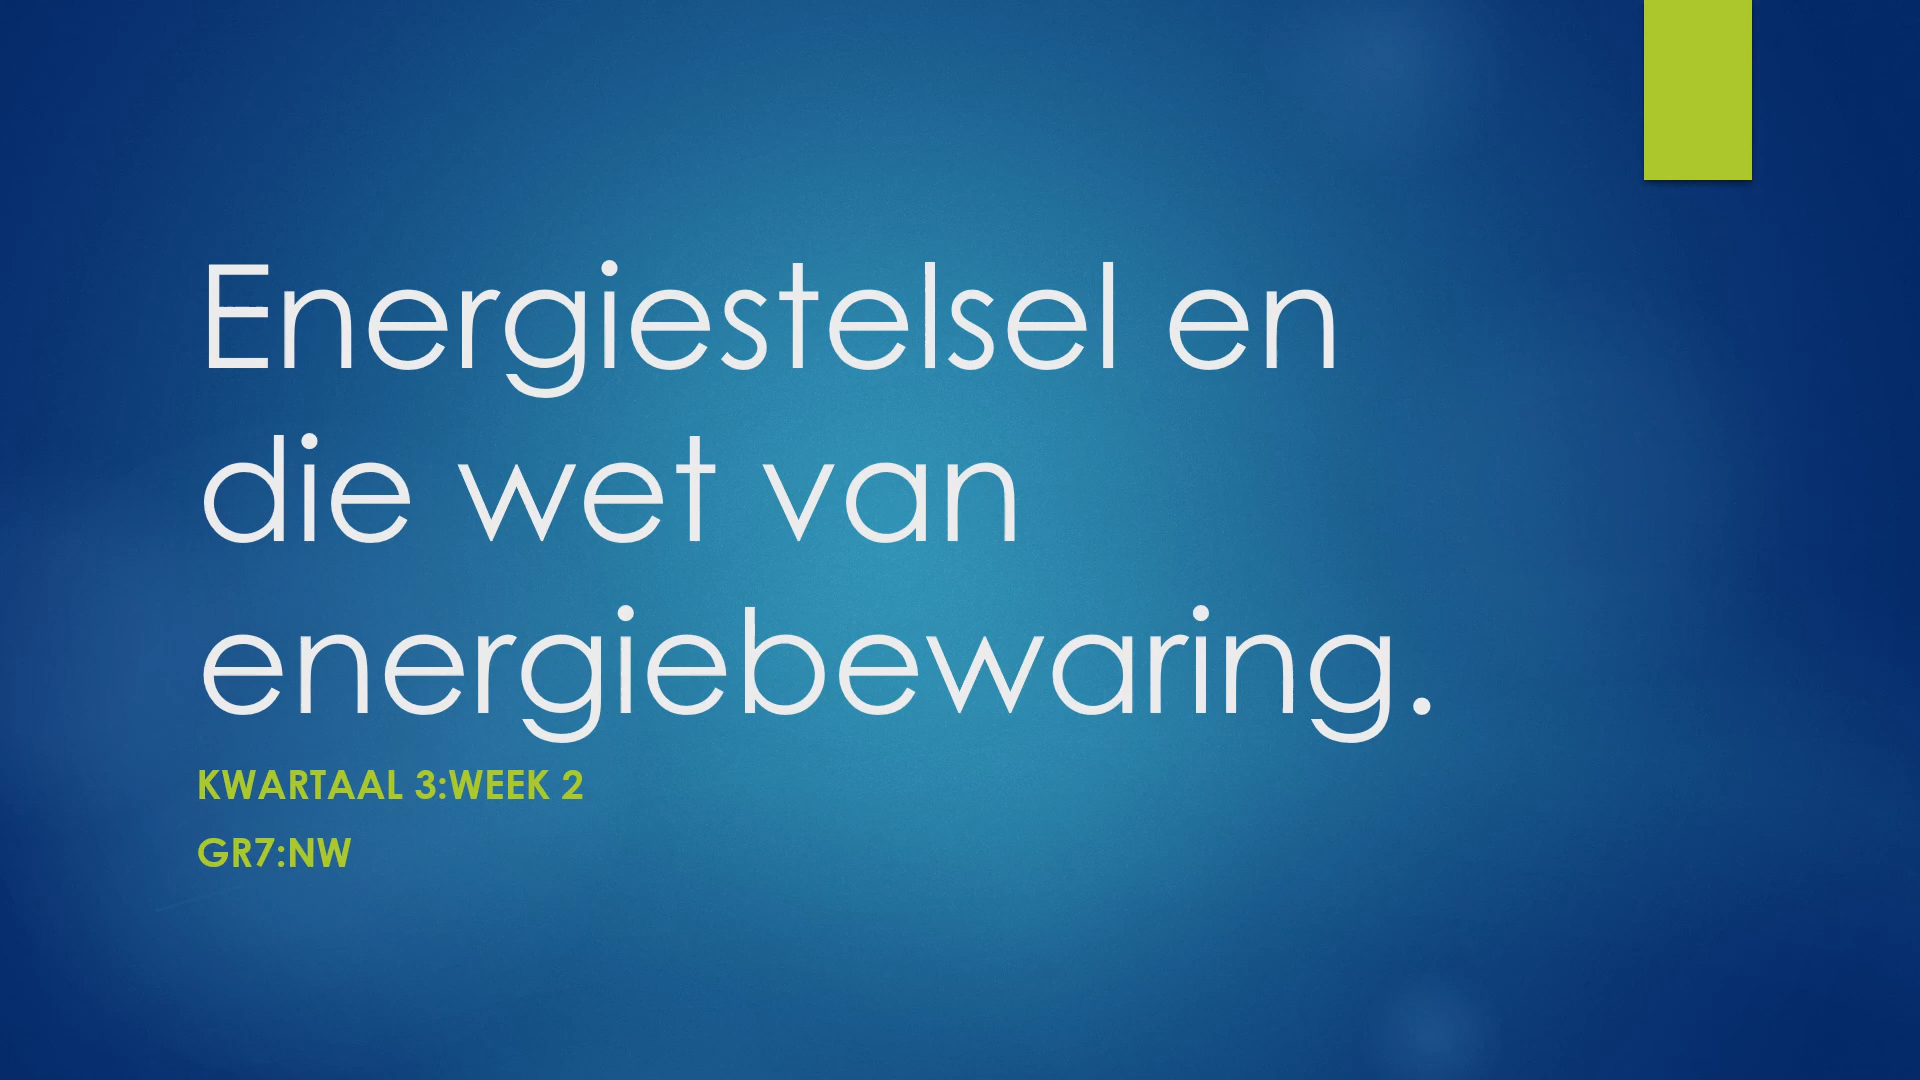 Energiestelsel en
die wet van
energiebewaring.
KWARTAAL 3:WEEK 2
GR7:NW